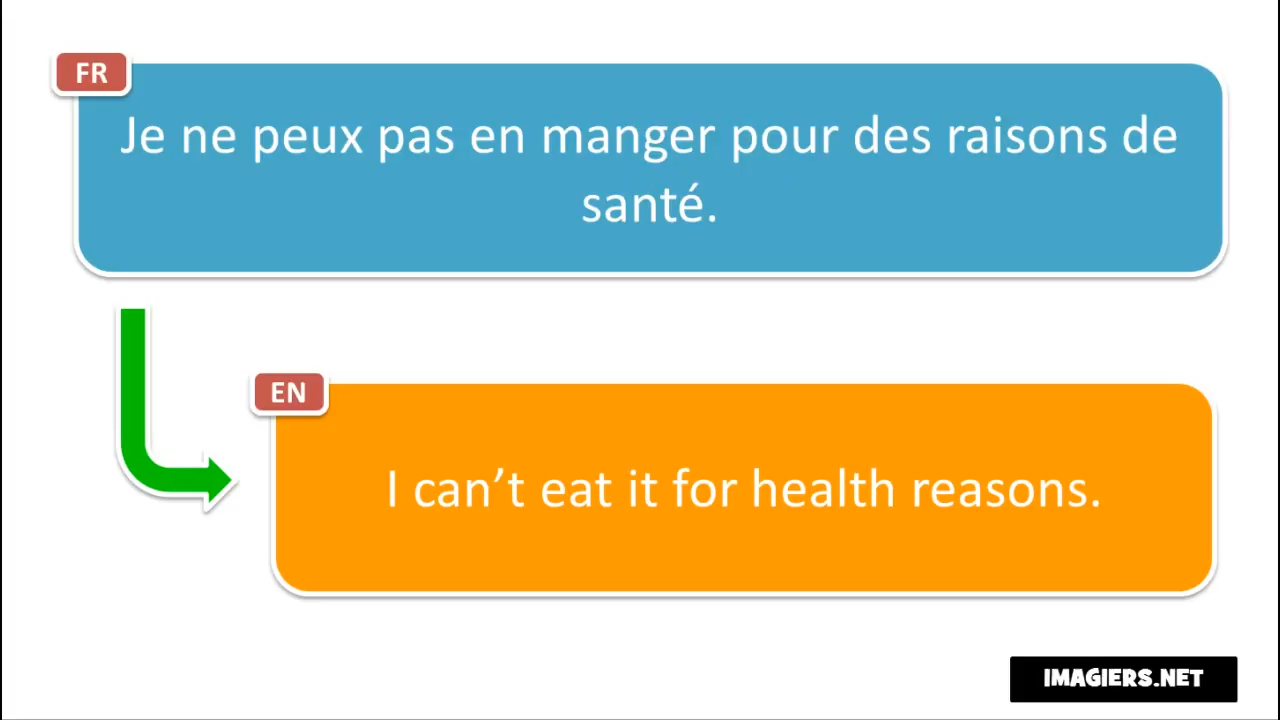 FR
Je ne peux pas en manger pour des raisons de
santé.
EN
I can’t eat it for health reasons.
IMAGIERS.NET